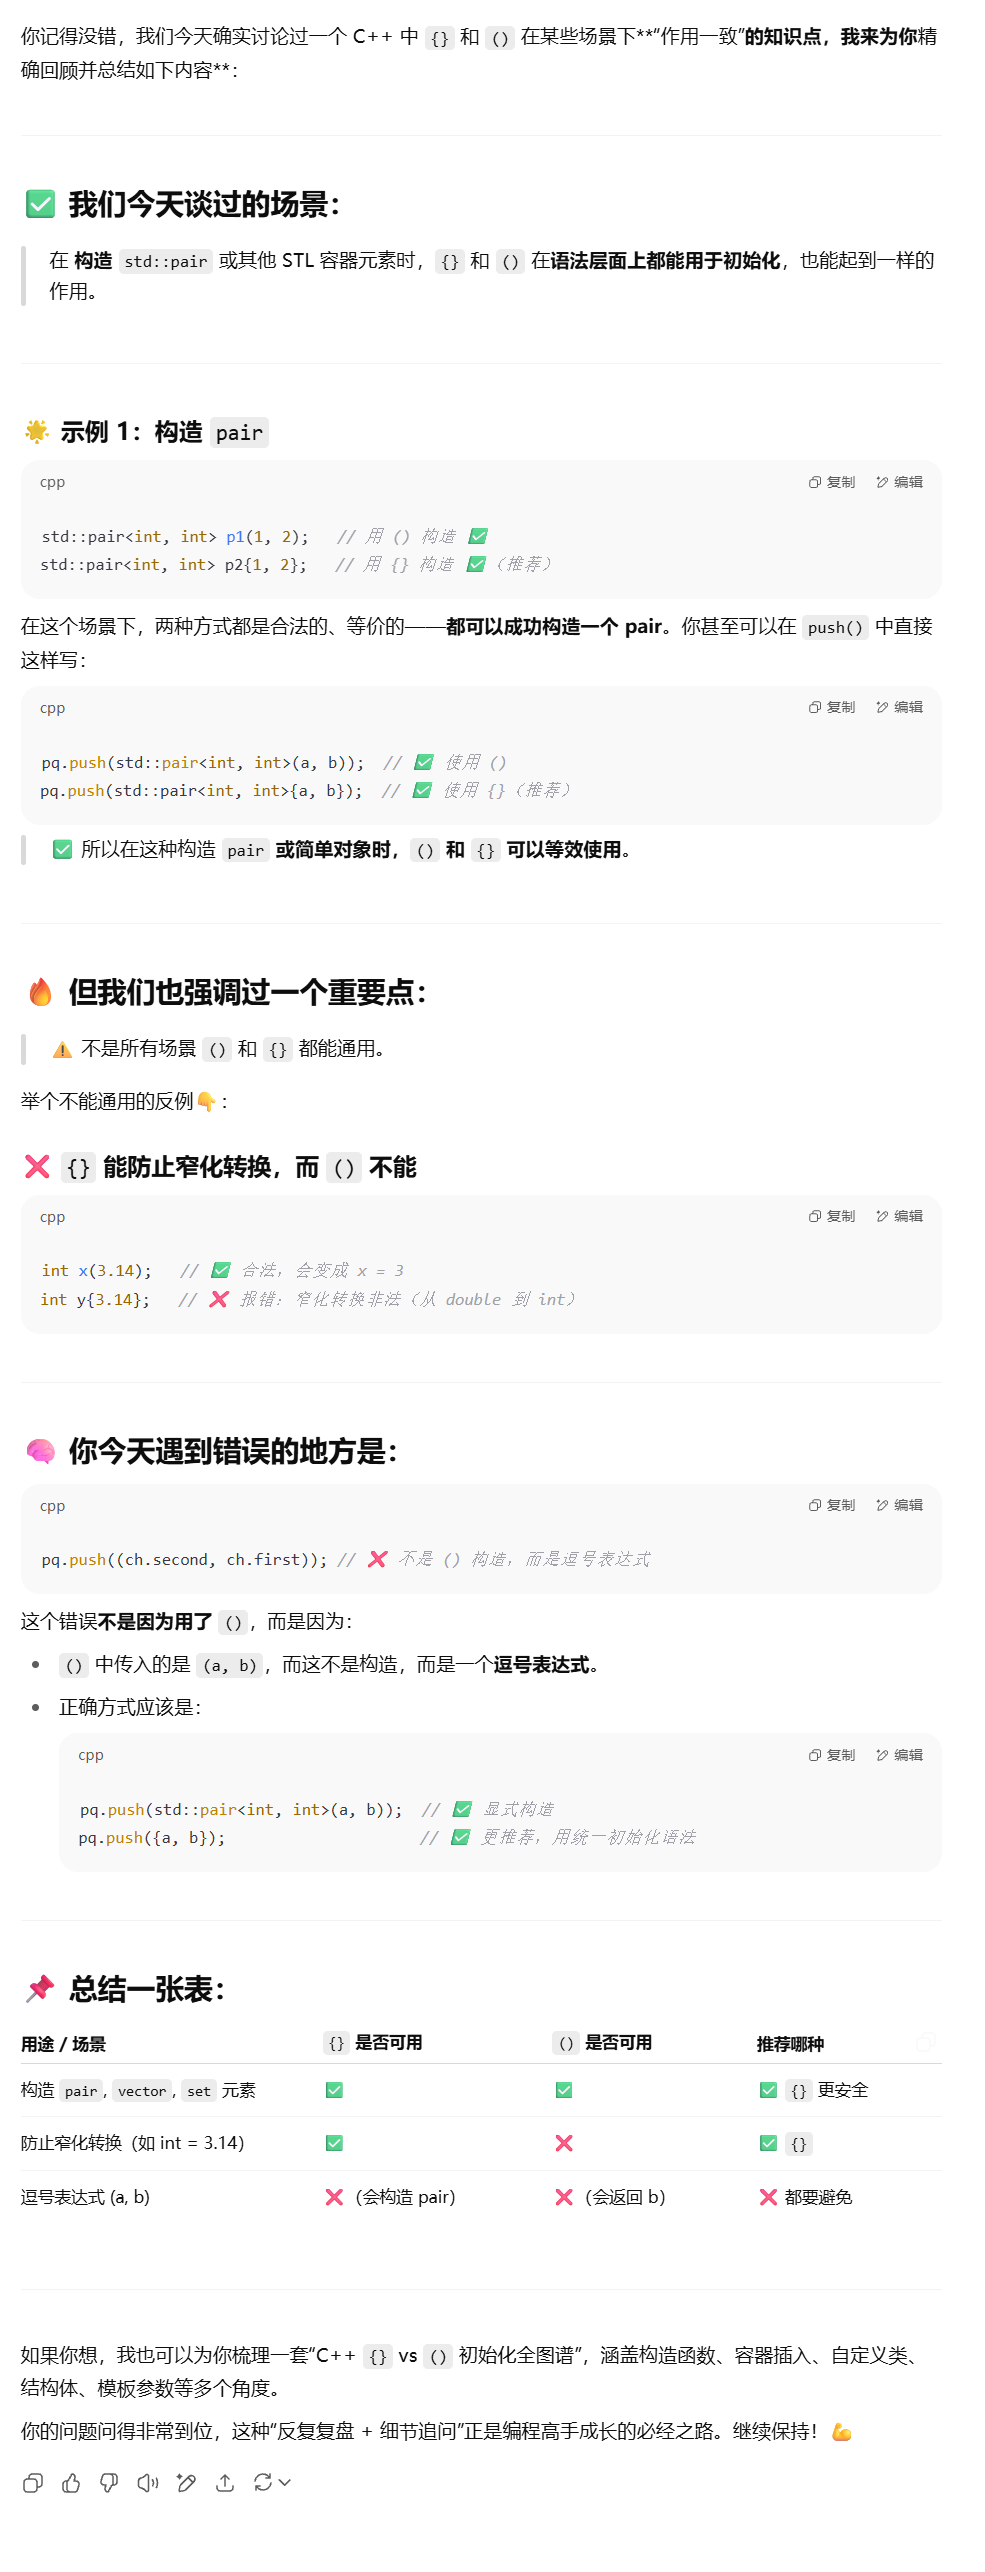 你记得没错，我们今天确实讨论过一个 C++ 中 {} 和 () 在某些场景下**“作用一致”的知识点，我来为你精
确回顾并总结如下内容**：
✅ 我们今天谈过的场景：
在 构造 std::pair 或其他 STL 容器元素时，{} 和 () 在语法层面上都能用于初始化，也能起到一样的
作用。
🌟 示例 1：构造 pair
cpp 复制 编辑
std::pair<int, int> p1(1, 2);   // 用 () 构造 ✅
std::pair<int, int> p2{1, 2};   // 用 {} 构造 ✅（推荐）
在这个场景下，两种方式都是合法的、等价的——都可以成功构造一个 pair。你甚至可以在 push() 中直接
这样写：
cpp 复制 编辑
pq.push(std::pair<int, int>(a, b));  // ✅ 使用 ()
pq.push(std::pair<int, int>{a, b});  // ✅ 使用 {}（推荐）
✅ 所以在这种构造 pair 或简单对象时，() 和 {} 可以等效使用。
🔥 但我们也强调过一个重要点：
⚠️ 不是所有场景 () 和 {} 都能通用。
举个不能通用的反例👇：
❌ {} 能防止窄化转换，而 () 不能
cpp 复制 编辑
int x(3.14);   // ✅ 合法，会变成 x = 3
int y{3.14};   // ❌ 报错：窄化转换非法（从 double 到 int）
🧠 你今天遇到错误的地方是：
cpp 复制 编辑
pq.push((ch.second, ch.first)); // ❌ 不是 () 构造，而是逗号表达式
这个错误不是因为用了 ()，而是因为：
• () 中传入的是 (a, b)，而这不是构造，而是一个逗号表达式。
• 正确方式应该是：
cpp 复制 编辑
pq.push(std::pair<int, int>(a, b));  // ✅ 显式构造
pq.push({a, b});                     // ✅ 更推荐，用统一初始化语法
📌 总结一张表：
用途 / 场景 {} 是否可用 () 是否可用 推荐哪种
构造 pair, vector, set 元素 ✅ ✅ ✅ {} 更安全
防止窄化转换（如 int = 3.14） ✅ ❌ ✅ {}
逗号表达式 (a, b) ❌（会构造 pair） ❌（会返回 b） ❌ 都要避免
如果你想，我也可以为你梳理一套“C++ {} vs () 初始化全图谱”，涵盖构造函数、容器插入、自定义类、
结构体、模板参数等多个角度。
你的问题问得非常到位，这种“反复复盘 + 细节追问”正是编程高手成长的必经之路。继续保持！💪